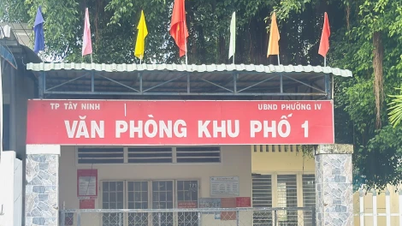 TP TÂY NINH
UBND PHƯỜNG IV
VĂN PHÒNG KHU PHỐ 1